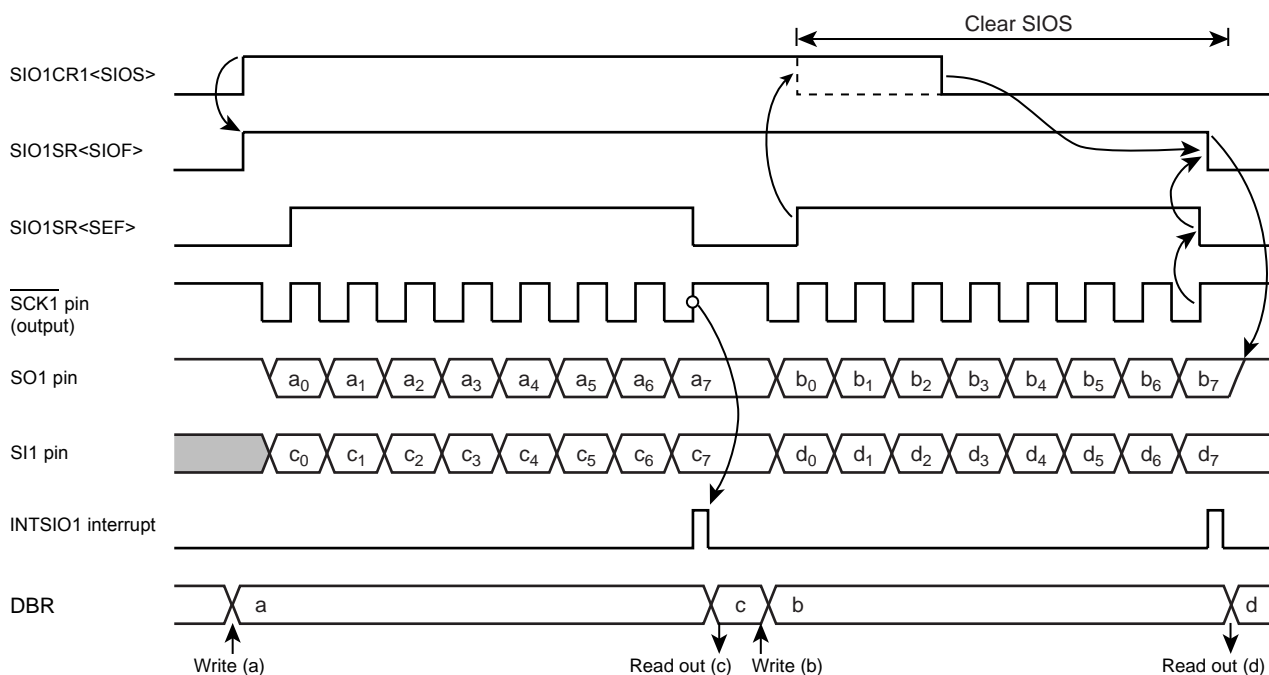 Clear SIOS
SIO1CR1<SIOS>
SIO1SR<SIOF>
SIO1SR<SEF>
SCK1 pin
(output)
SO1 pin a0 a1 a2 a3 a4 a5 a6 a7 b0 b1 b2 b3 b4 b5 b6 b7
SI1 pin c0 c1 c2 c3 c4 c5 c6 c7 d0 d1 d2 d3 d4 d5 d6 d7
INTSIO1 interrupt
DBR a c b d
Write (a) Read out (c) Write (b) Read out (d)